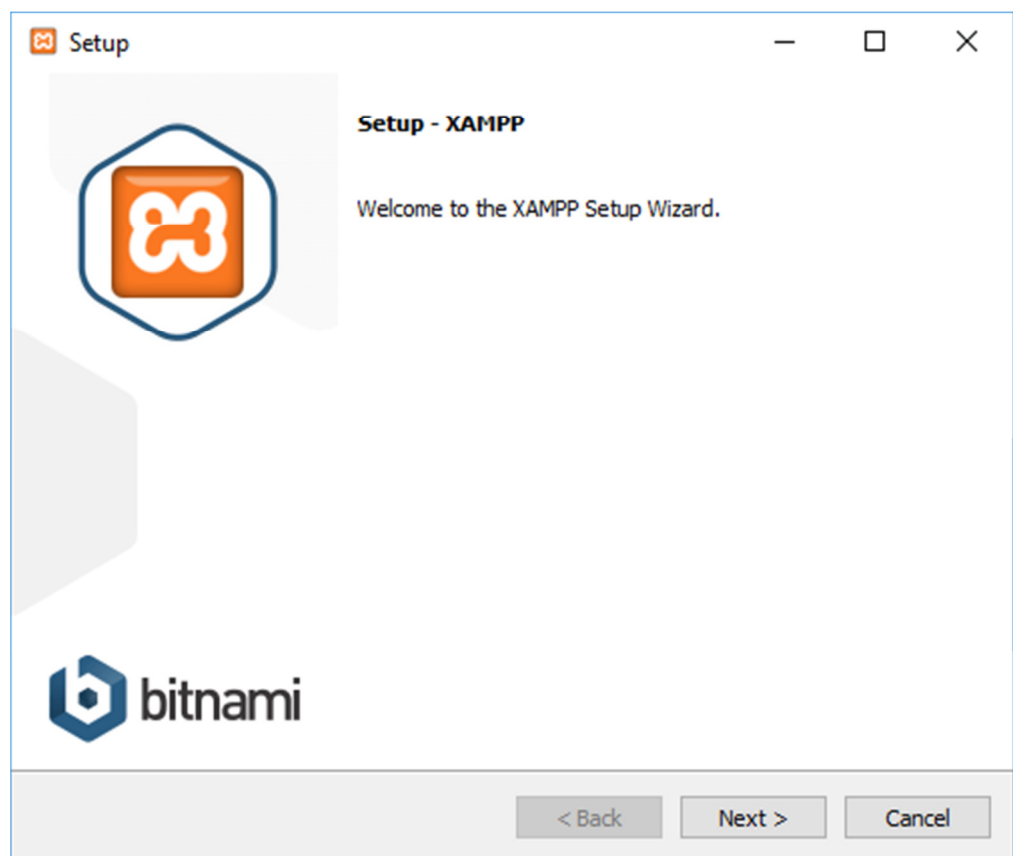 Setup
Setup - XAMPP
Welcome to the XAMPP Setup Wizard.
bitnami
< Back Next > Cancel